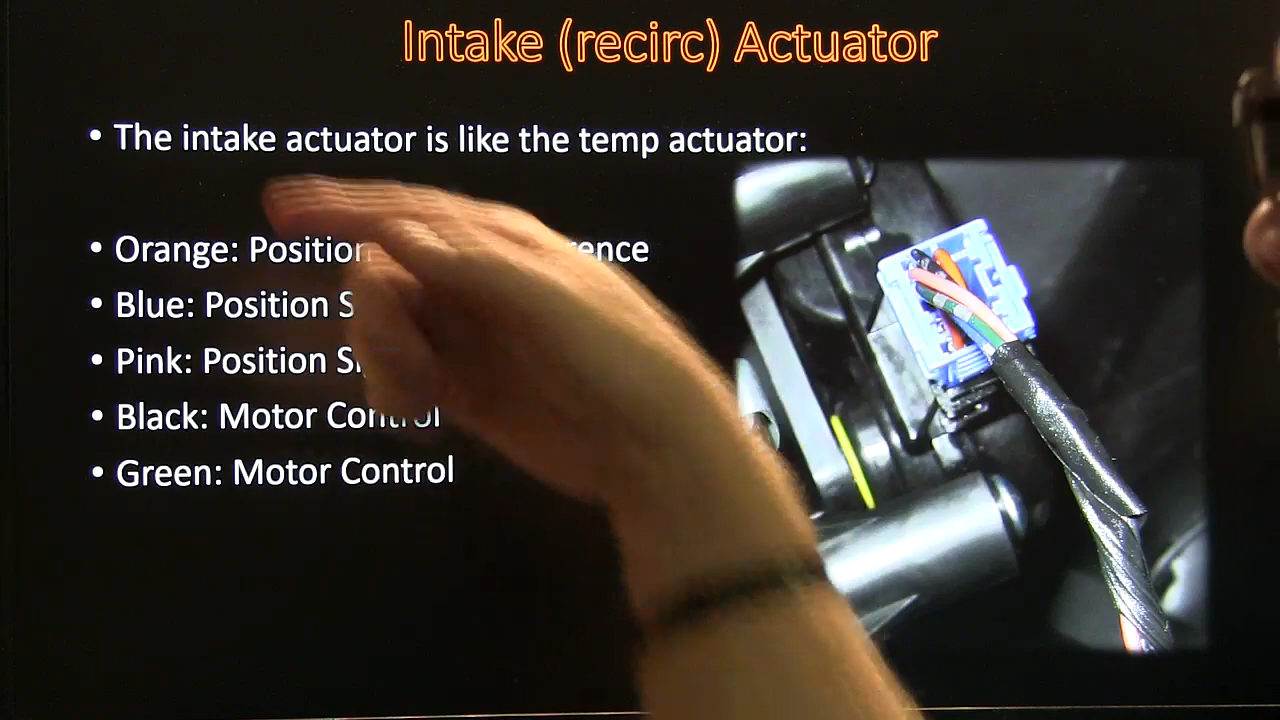 Intake (recirc) Actuator
• The intake actuator is like the temp actuator:
• Orange: Position
• Blue: Position
• Pink: Position
• Black: Motor Control
• Green: Motor Control